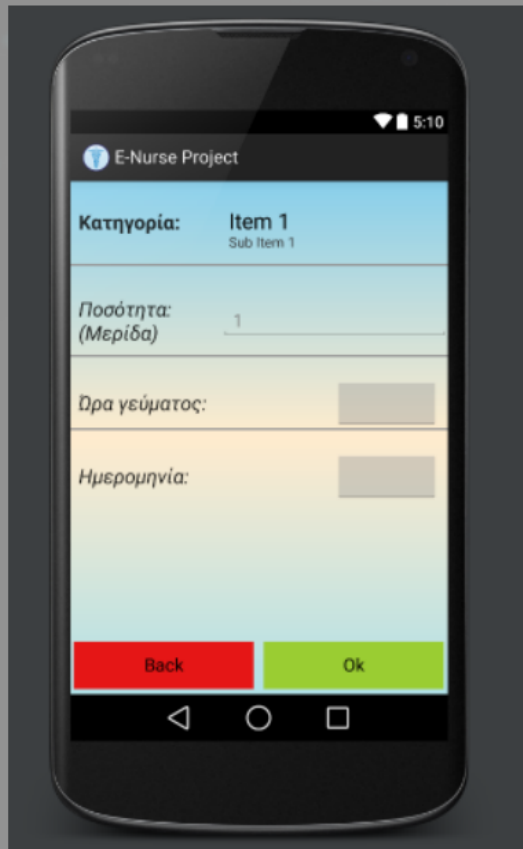 5:10
E-Nurse Project
Κατηγορία: Item 1
Sub Item 1
Ποσότητα:
(Μερίδα) 1
Ώρα γεύματος:
Ημερομηνία:
Back Ok